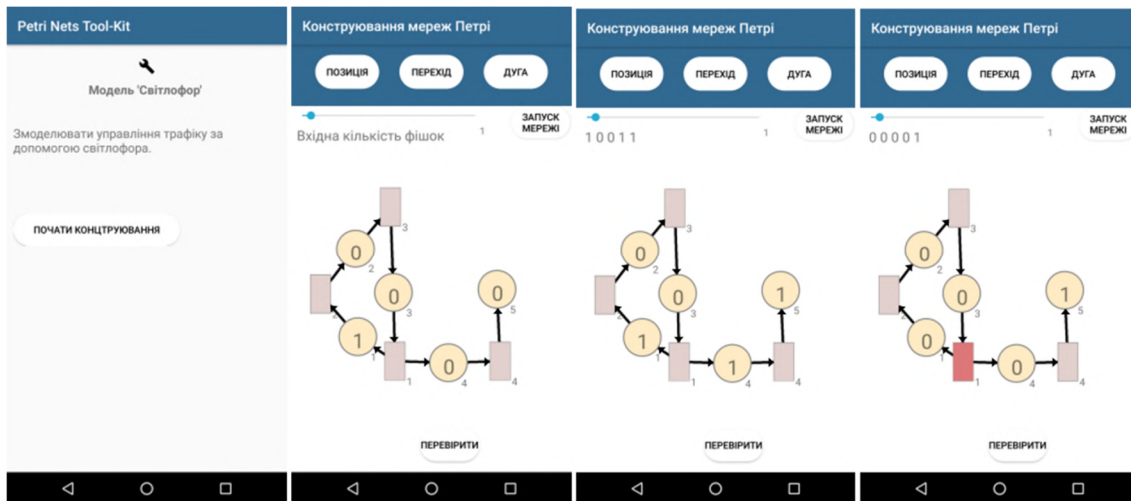 Petri Nets Tool-Kit
Модель 'Світлофор'
Змоделювати управління трафіку за
допомогою світлофора.
ПОЧАТИ КОНЦТРУЮВАННЯ
Конструювання мереж Петрі
ПОЗИЦІЯ ПЕРЕХІД ДУГА
1
ЗАПУСК
МЕРЕЖІ
Вхідна кількість фішок
3
0
2
0
3
0
5
2
1
1
1
0
4
4
ПЕРЕВІРИТИ
Конструювання мереж Петрі
ПОЗИЦІЯ ПЕРЕХІД ДУГА
1
ЗАПУСК
МЕРЕЖІ
1 0 0 1 1
3
0
2
0
3
1
5
2
1
1
1
1
4
4
ПЕРЕВІРИТИ
Конструювання мереж Петрі
ПОЗИЦІЯ ПЕРЕХІД ДУГА
1
ЗАПУСК
МЕРЕЖІ
0 0 0 0 1
3
0
2
0
3
1
5
2
0
1
1
0
4
4
ПЕРЕВІРИТИ